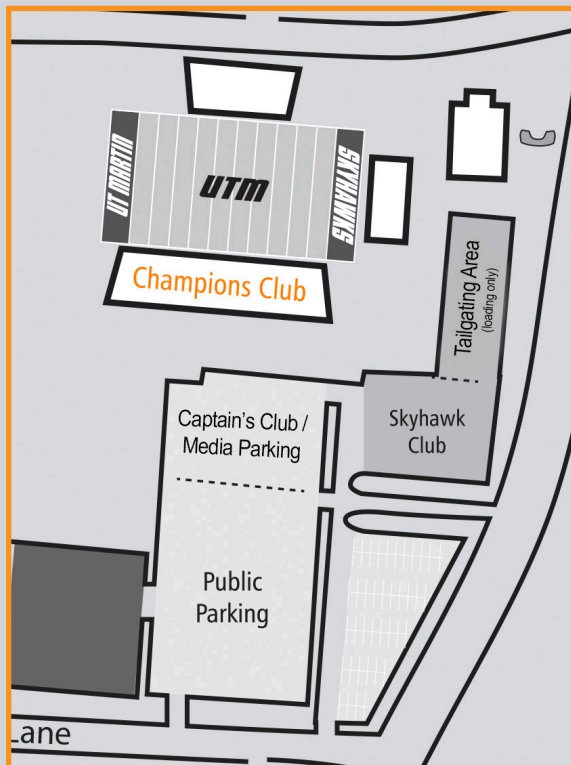 UT MARTIN
UTM
SKYHAWKS
Champions Club
Tailgating Area
(loading only)
Captain's Club /
Media Parking
Skyhawk
Club
Public
Parking
Lane